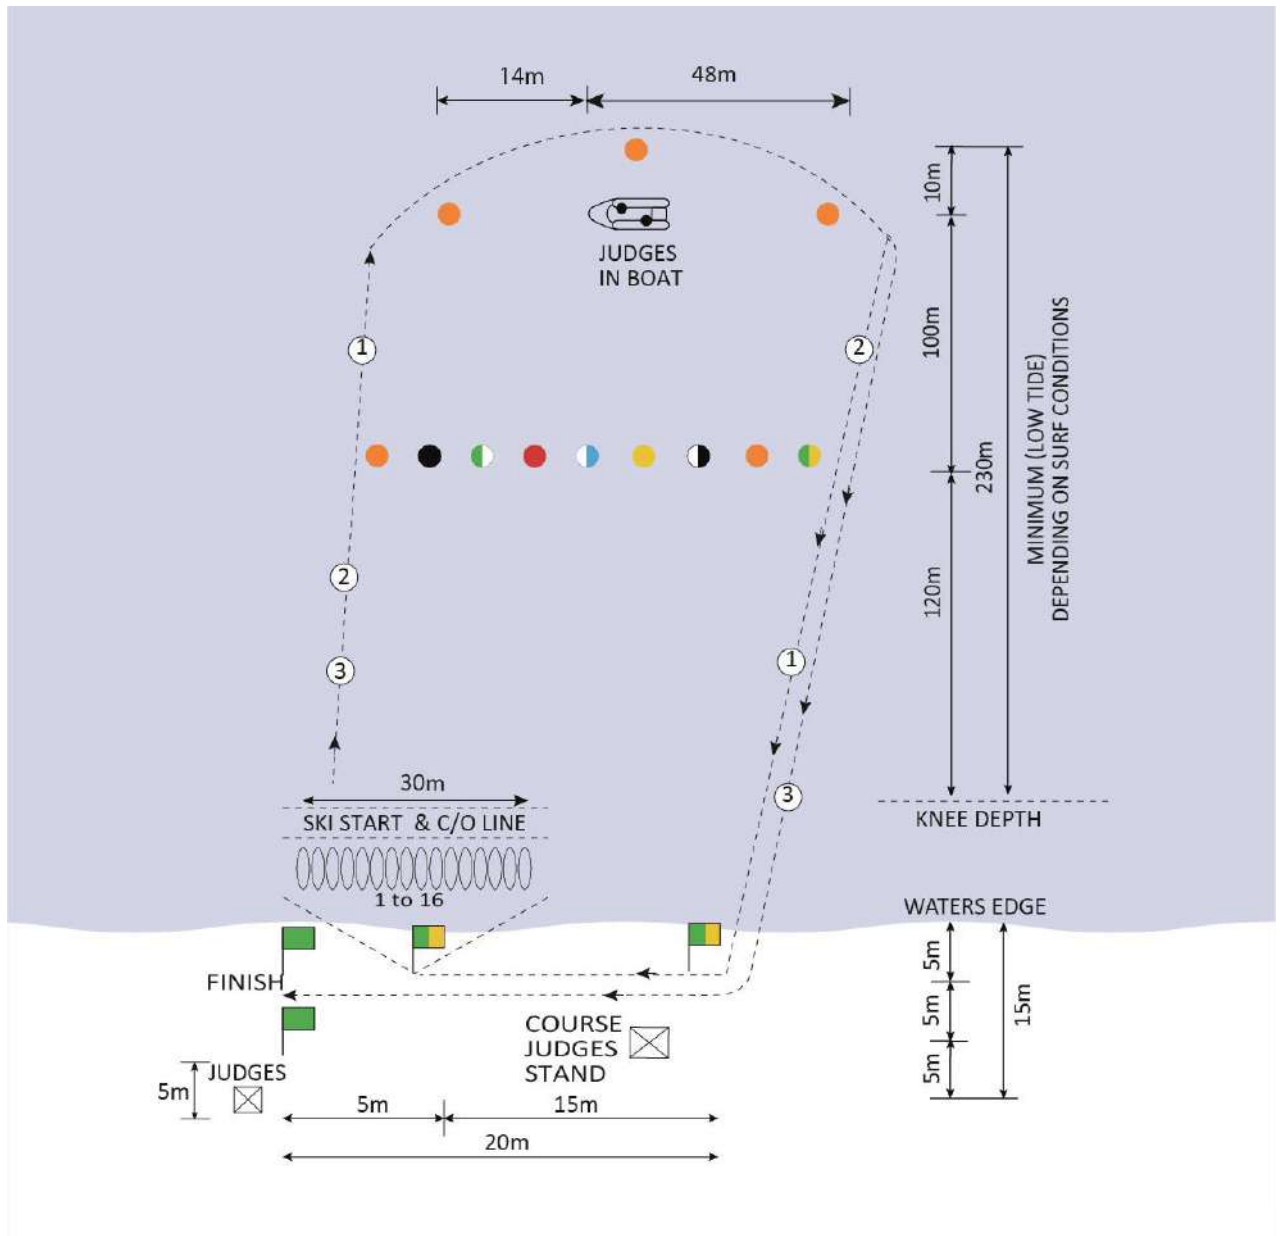 14m
48m
10m
JUDGES
IN BOAT
1
2
100m
MINIMUM (LOW TIDE)
DEPENDING ON SURF CONDITIONS
230m
2
120m
1
3
30m
3
SKI START & C/O LINE
KNEE DEPTH
1 to 16
WATERS EDGE
5m
FINISH
5m
15m
COURSE
JUDGES
STAND
5m
JUDGES
5m
5m
15m
20m